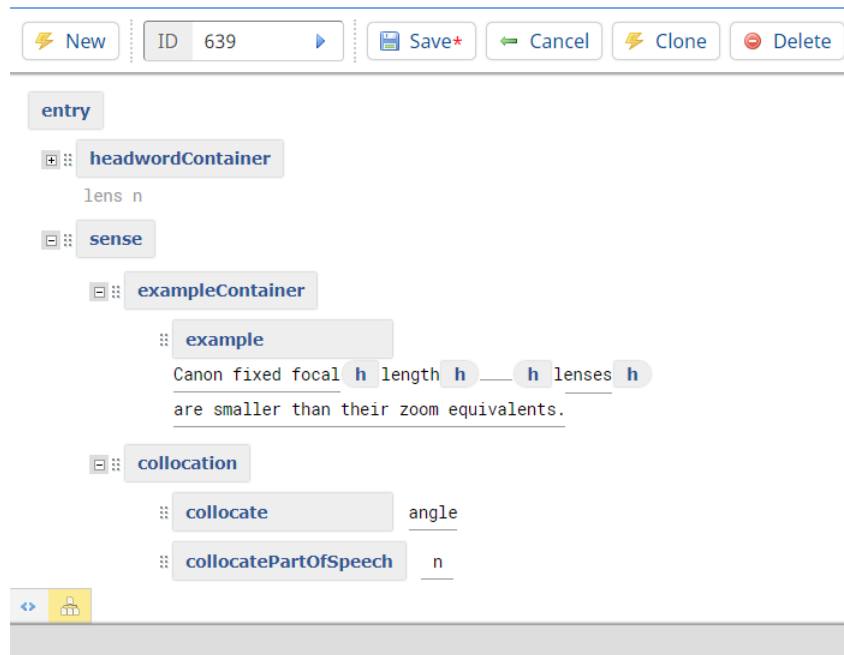 New ID 639 Save* Cancel Clone Delete
entry
headwordContainer
lens n
sense
exampleContainer
example
Canon fixed focal h length h h lenses h
are smaller than their zoom equivalents.
collocation
collocate angle
collocatePartOfSpeech n